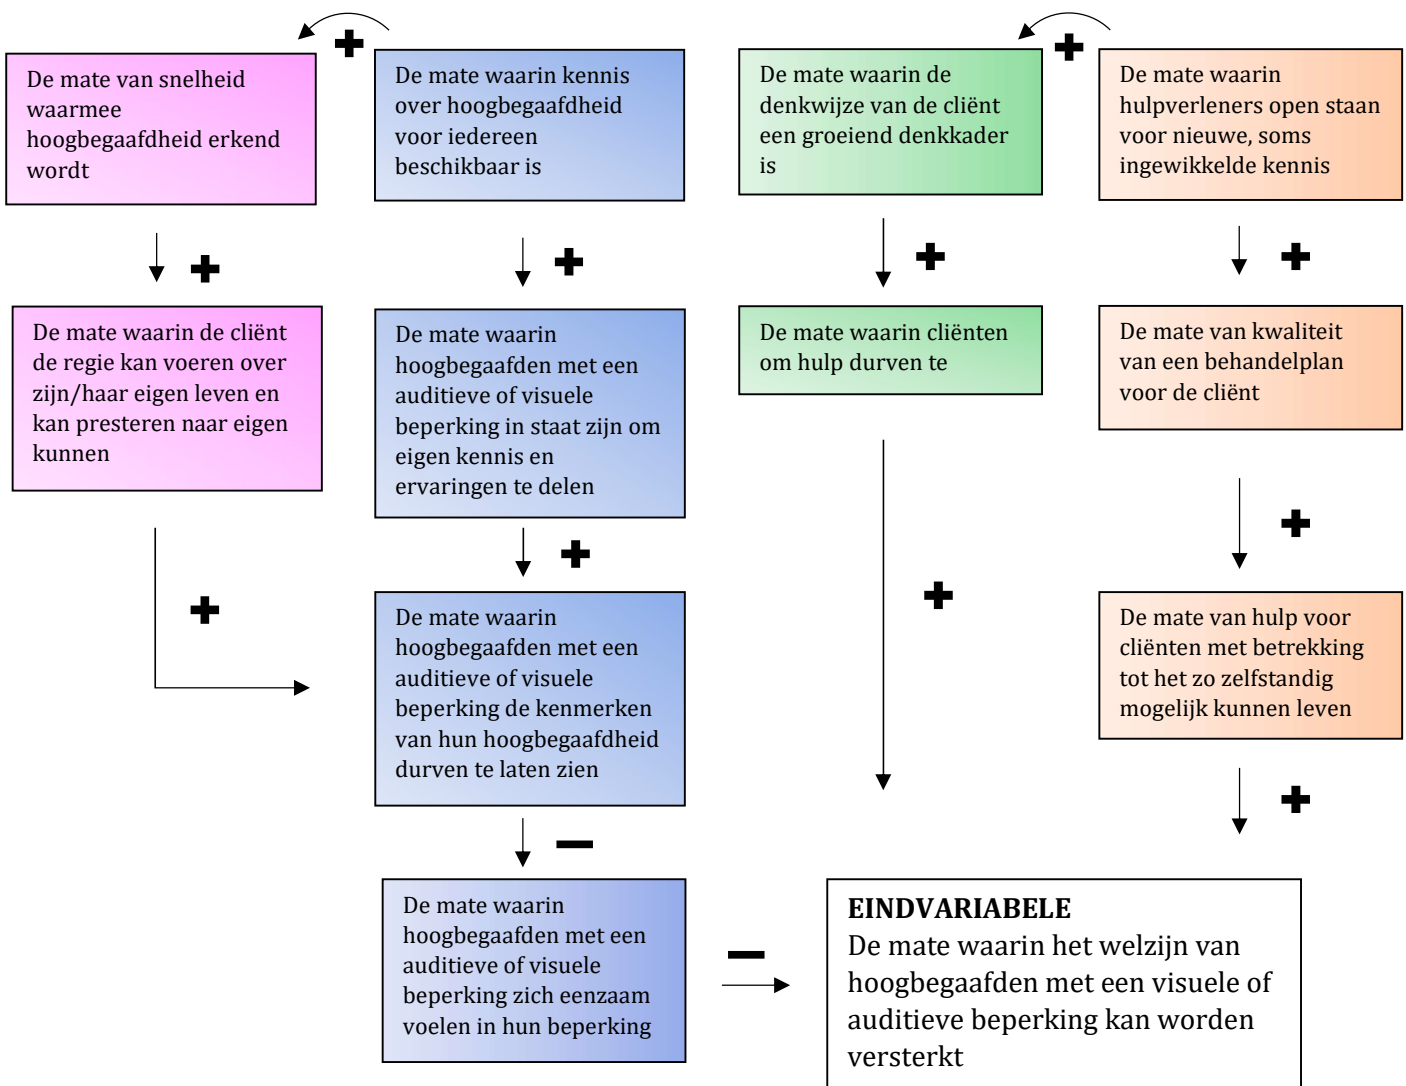 De mate van snelheid
waarmee
hoogbegaafdheid erkend
wordt
+
De mate waarin kennis
over hoogbegaafdheid
voor iedereen
beschikbaar is
De mate waarin de
denkwijze van de cliënt
een groeiend denkkader
is
+
De mate waarin
hulpverleners open staan
voor nieuwe, soms
ingewikkelde kennis
+
+
+
+
De mate waarin de cliënt
de regie kan voeren over
zijn/haar eigen leven en
kan presteren naar eigen
kunnen
De mate waarin
hoogbegaafden met een
auditieve of visuele
beperking in staat zijn om
eigen kennis en
ervaringen te delen
De mate waarin cliënten
om hulp durven te
De mate van kwaliteit
van een behandelplan
voor de cliënt
+
+
+
+
De mate waarin
hoogbegaafden met een
auditieve of visuele
beperking de kenmerken
van hun hoogbegaafdheid
durven te laten zien
De mate van hulp voor
cliënten met betrekking
tot het zo zelfstandig
mogelijk kunnen leven
−
+
De mate waarin
hoogbegaafden met een
auditieve of visuele
beperking zich eenzaam
voelen in hun beperking
−
EINDVARIABELE
De mate waarin het welzijn van
hoogbegaafden met een visuele of
auditieve beperking kan worden
versterkt